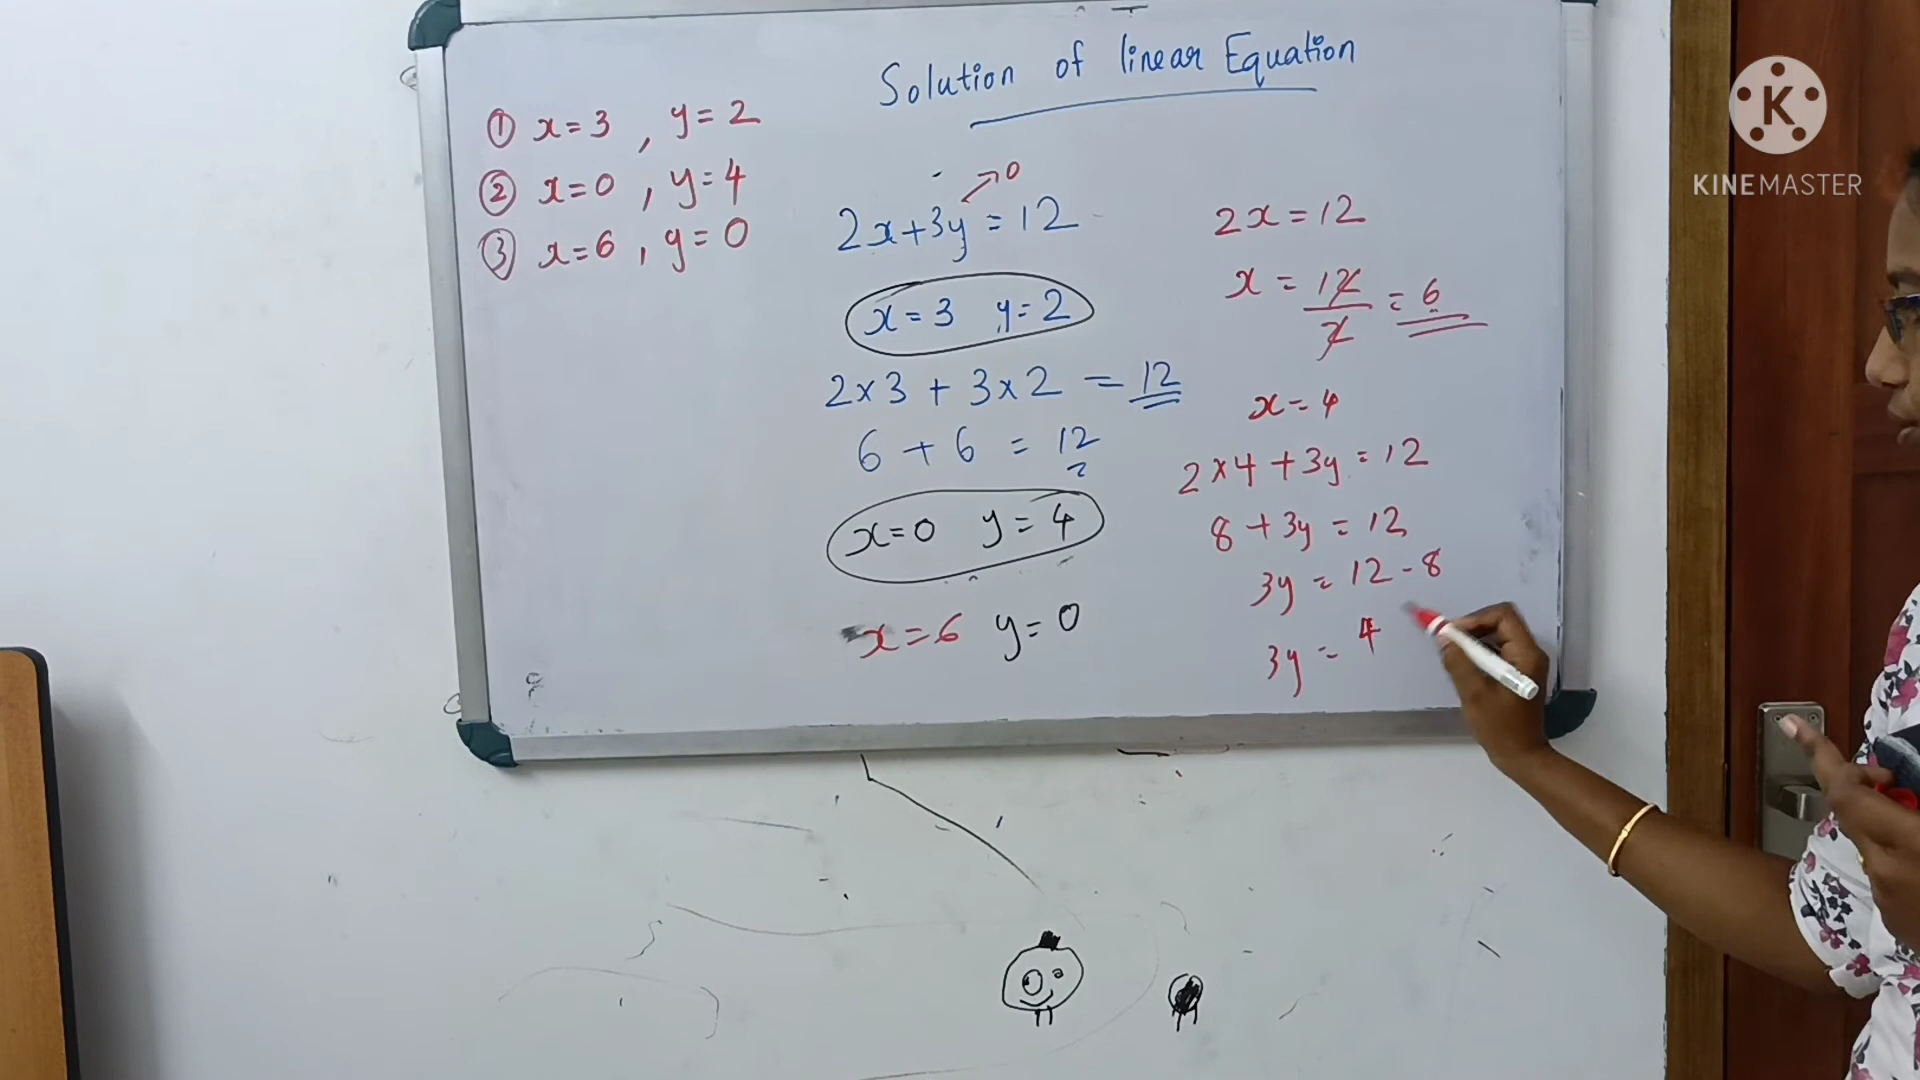 Solution of linear Equation
① x=3 , y=2
② x=0 , y=4
③ x=6 , y=0
→0
2x+3y=12
x=3 y=2
2×3 + 3×2 = 12
6 + 6 = 12
x=0 y=4
x=6 y=0
2x=12
x = 12/2 = 6
x=4
2×4+3y=12
8+3y=12
3y=12-8
3y=4
K
KINEMASTER